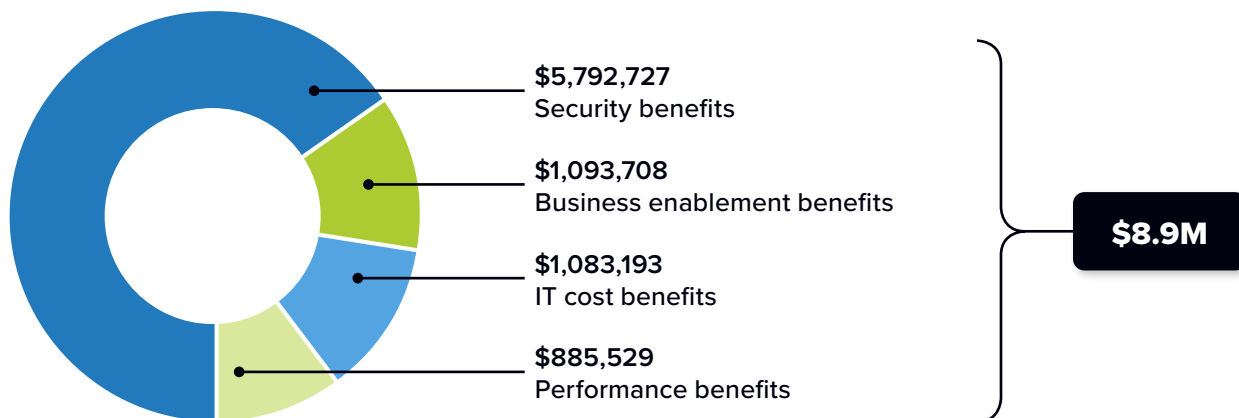 $5,792,727
Security benefits
$1,093,708
Business enablement benefits
$1,083,193
IT cost benefits
$885,529
Performance benefits
$8.9M